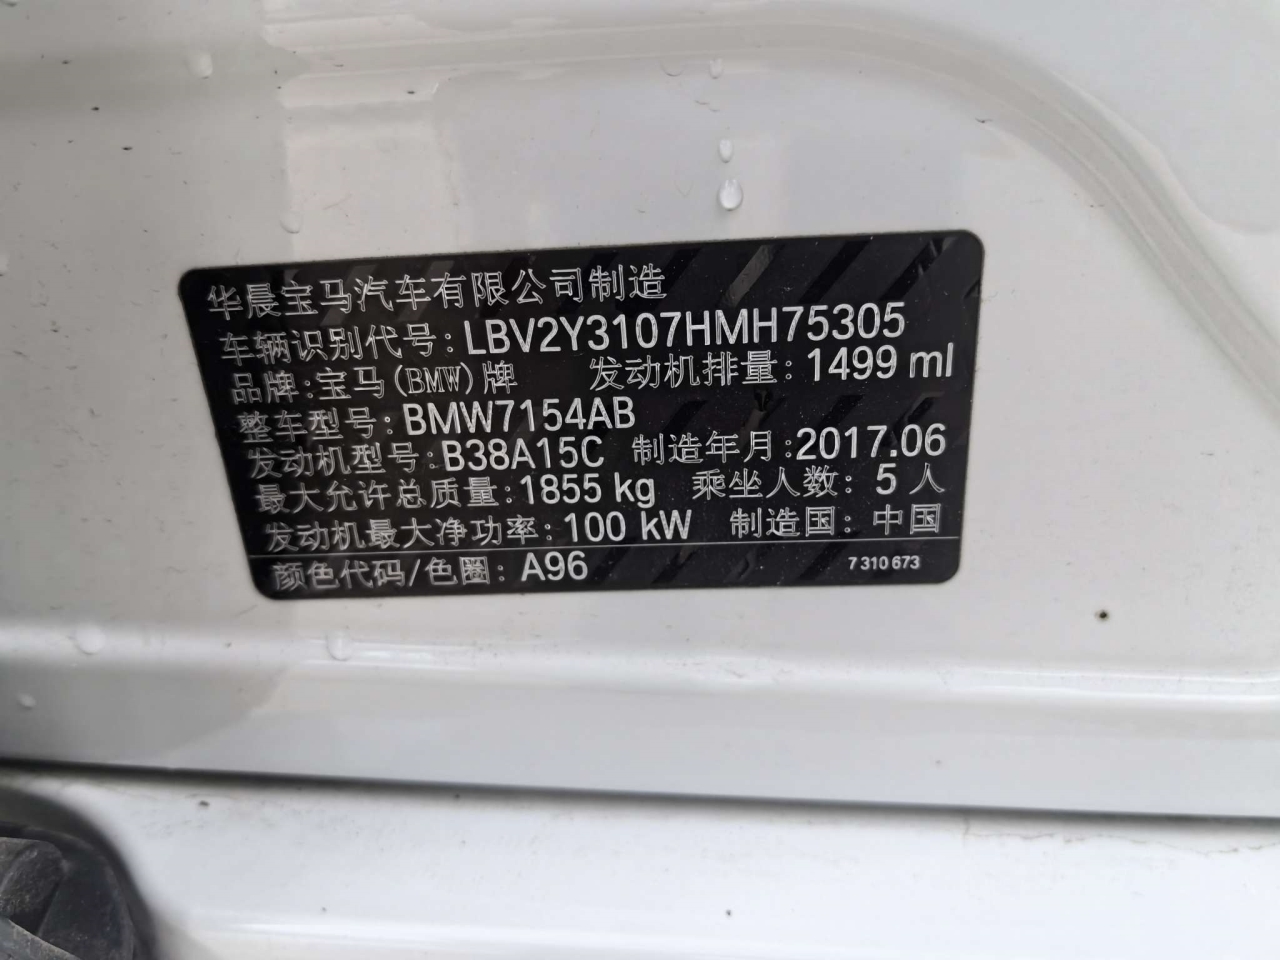 华晨宝马汽车有限公司制造
车辆识别代号: LBV2Y3107HMH75305
品牌:宝马(BMW)牌 发动机排量: 1499 ml
整车型号: BMW7154AB
发动机型号: B38A15C 制造年月:2017.06
最大允许总质量:1855 kg 乘坐人数: 5 人
发动机最大净功率:100 kW 制造国: 中国
颜色代码/色圈: A96 7 310 673